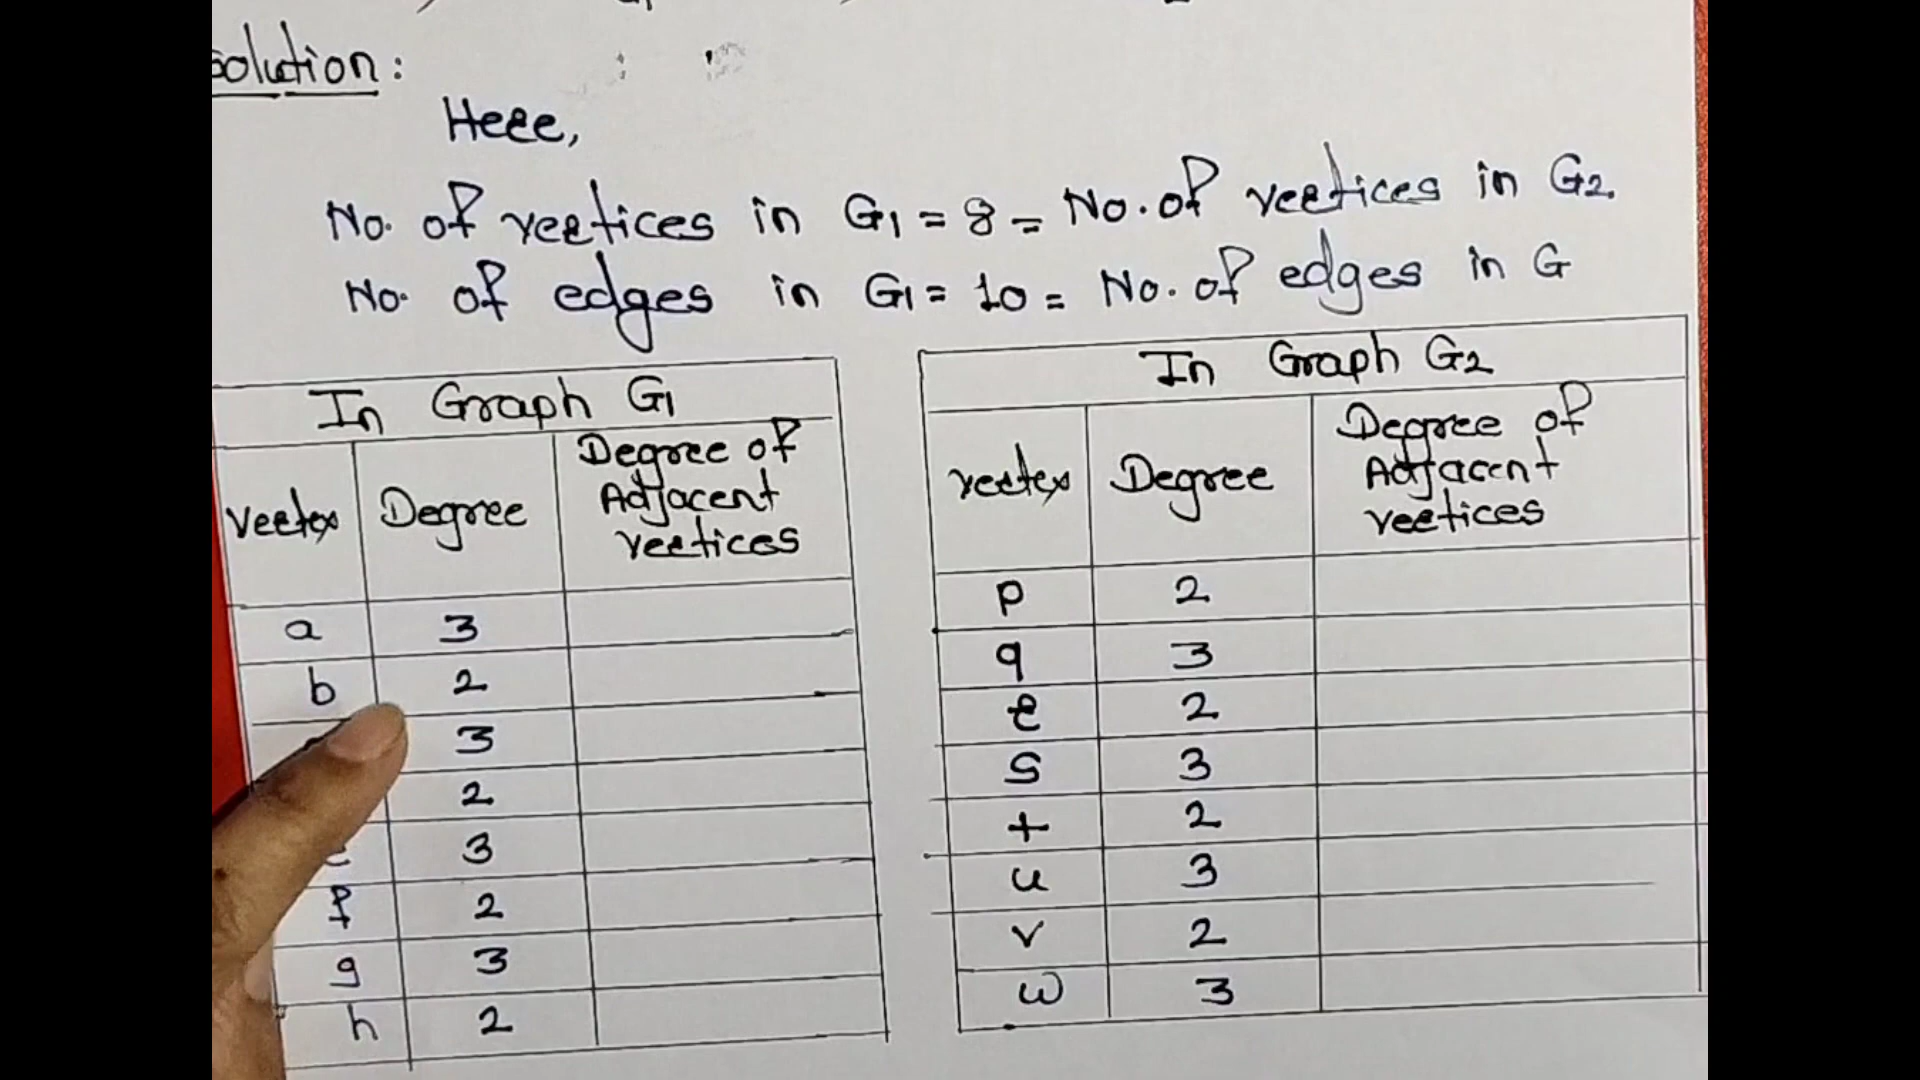 Solution:
Here,
No. of vertices in G1 = 8 = No. of vertices in G2.
No. of edges in G1 = 10 = No. of edges in G
In Graph G1
Vertex Degree Degree of Adjacent vertices
a 3
b 2
3
2
e 3
f 2
g 3
h 2
In Graph G2
vertex Degree Degree of Adjacent vertices
p 2
q 3
r 2
s 3
t 2
u 3
v 2
w 3